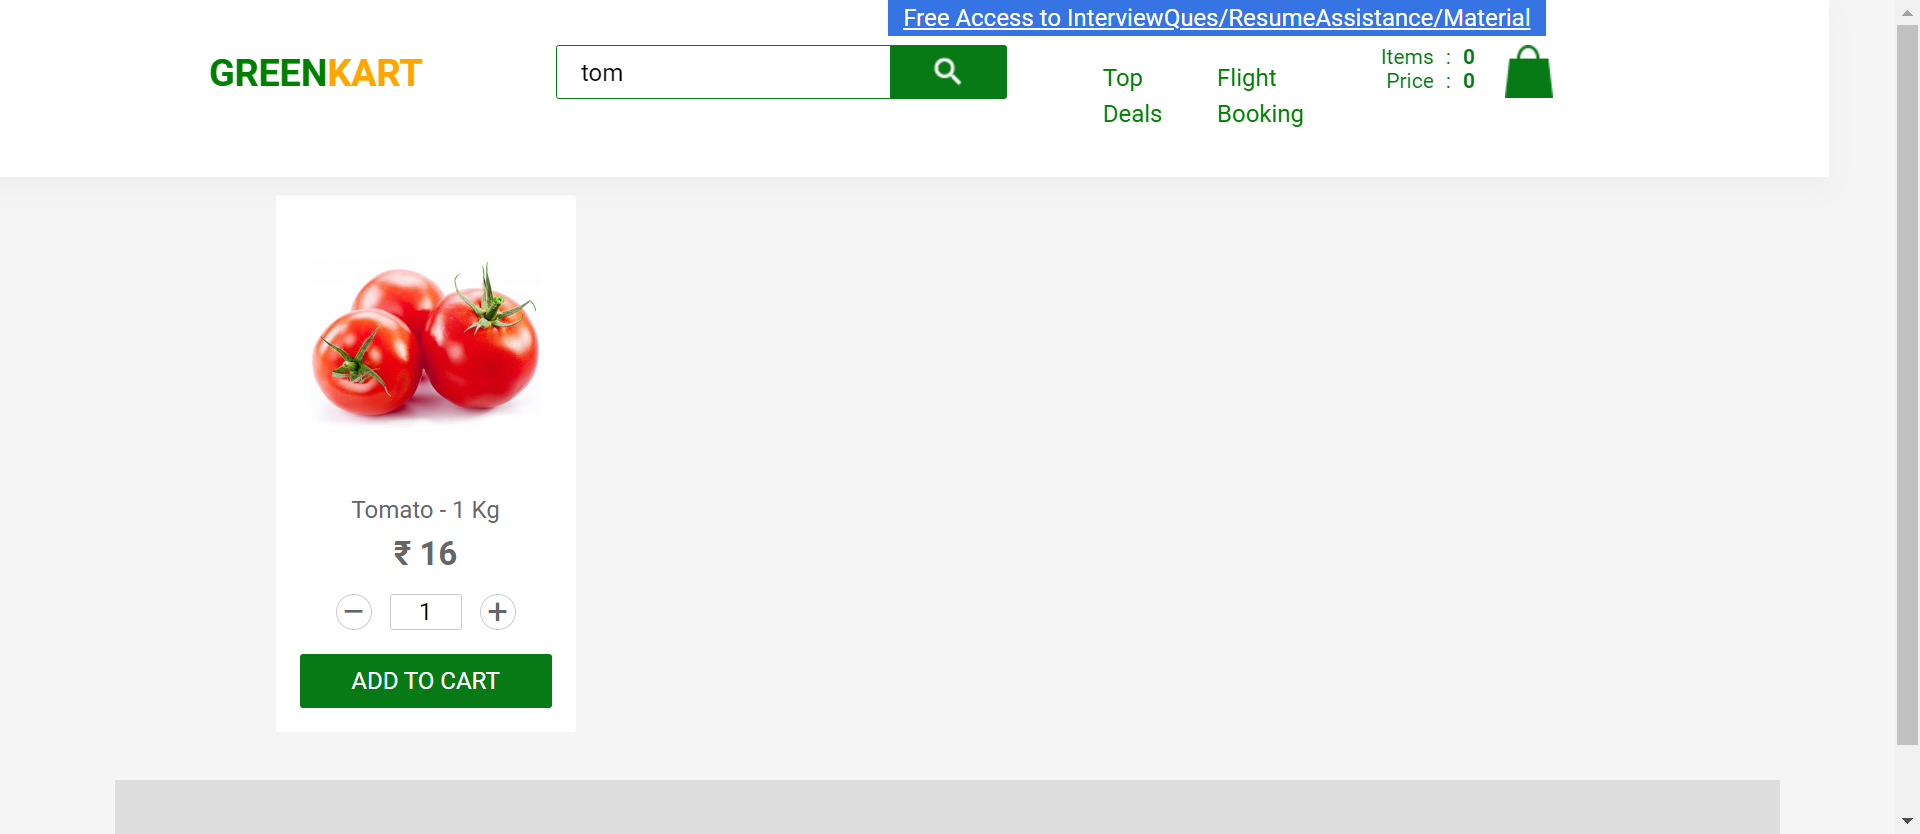 Free Access to InterviewQues/ResumeAssistance/Material
GREENKART
tom
Top
Deals
Flight
Booking
Items : 0
Price : 0
Tomato - 1 Kg
₹ 16
− 1 +
ADD TO CART